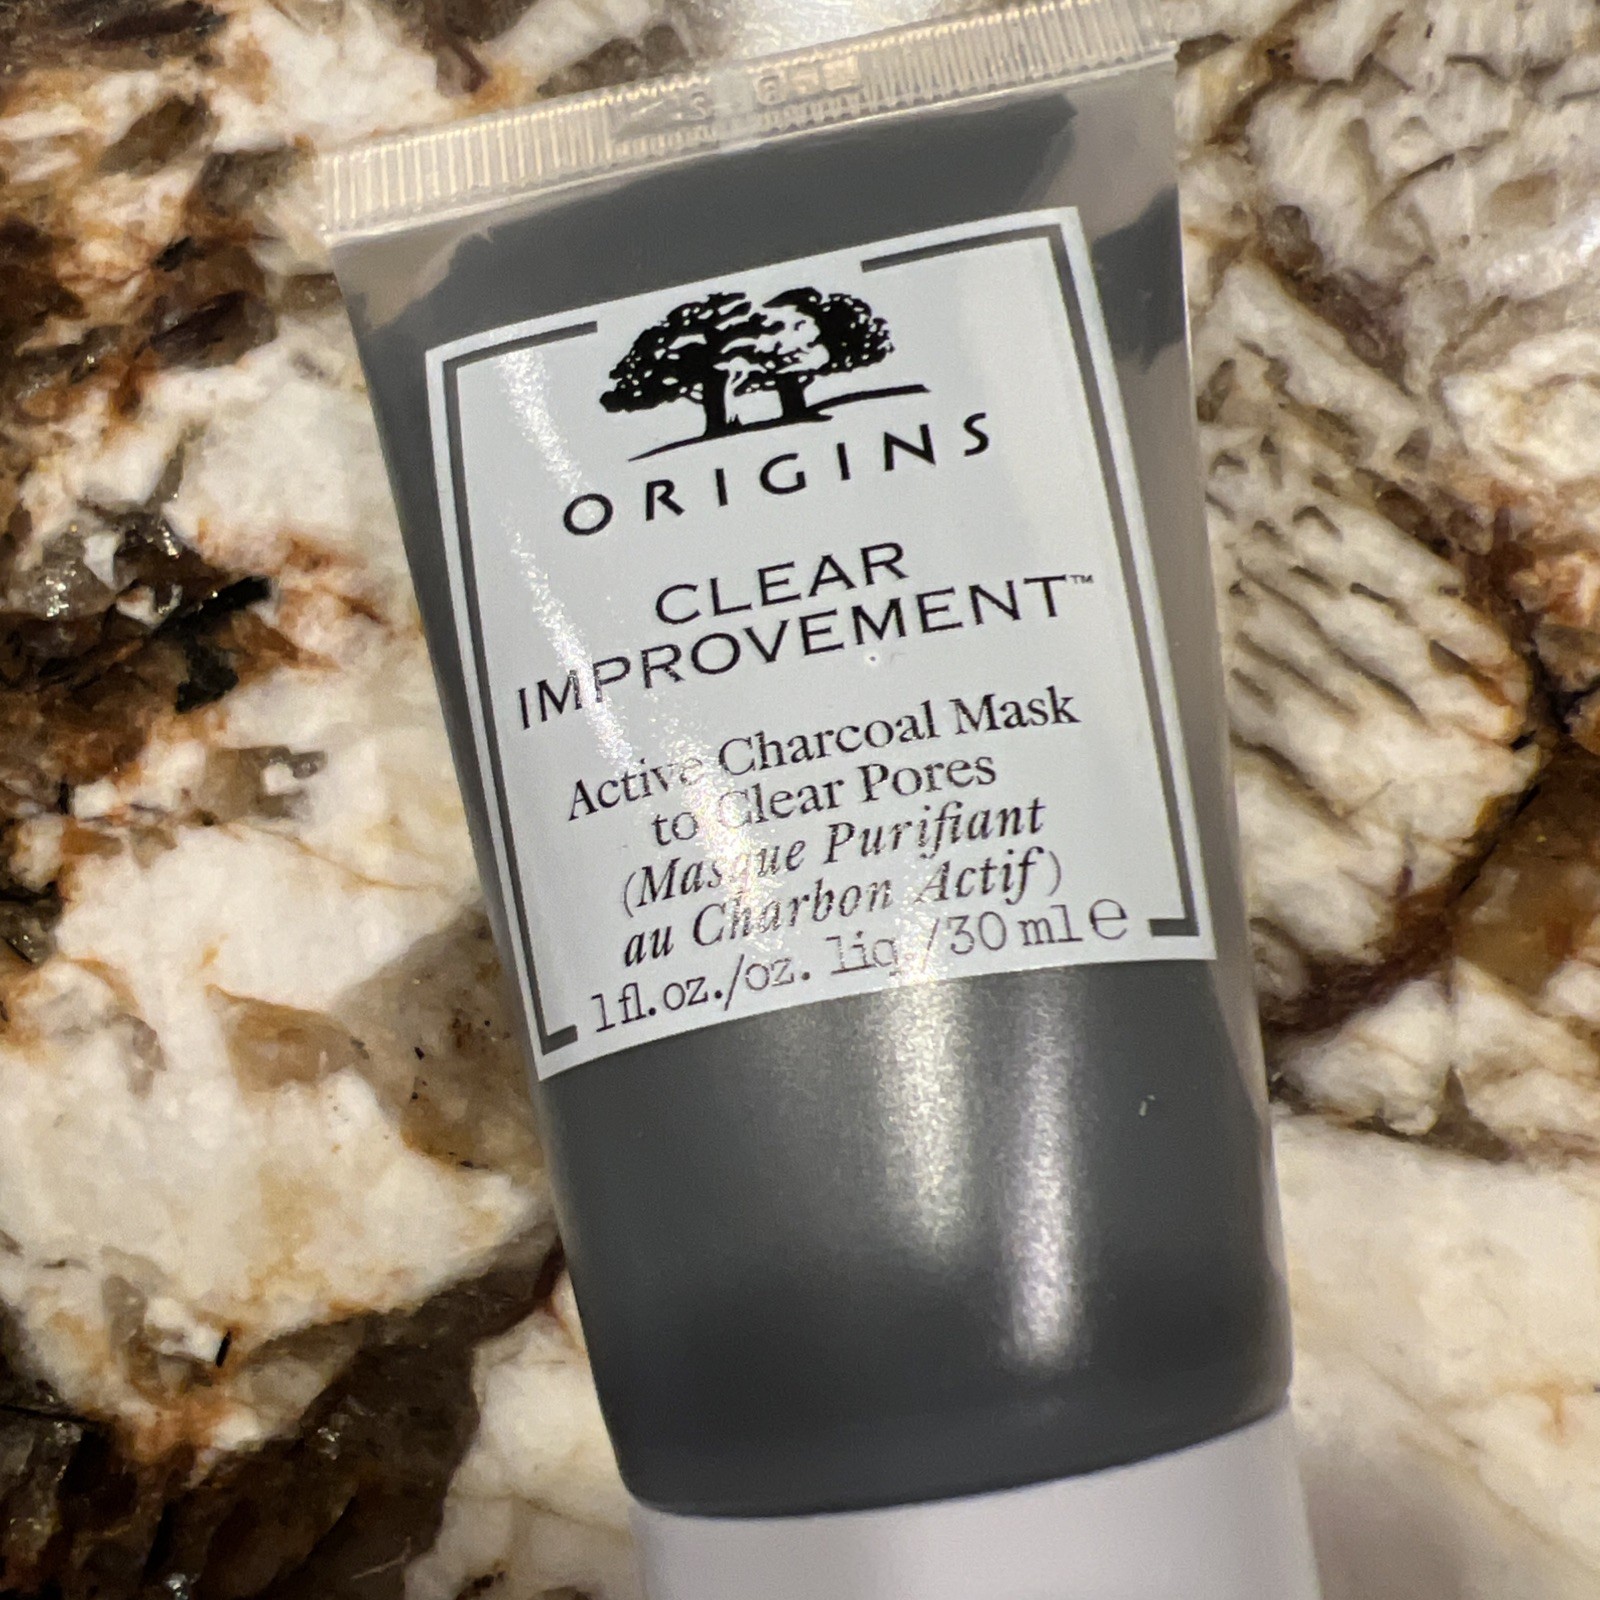 ORIGINS
CLEAR
IMPROVEMENT™
Active Charcoal Mask
to Clear Pores
(Masque Purifiant
au Charbon Actif)
1 fl.oz./oz. liq./30 ml e